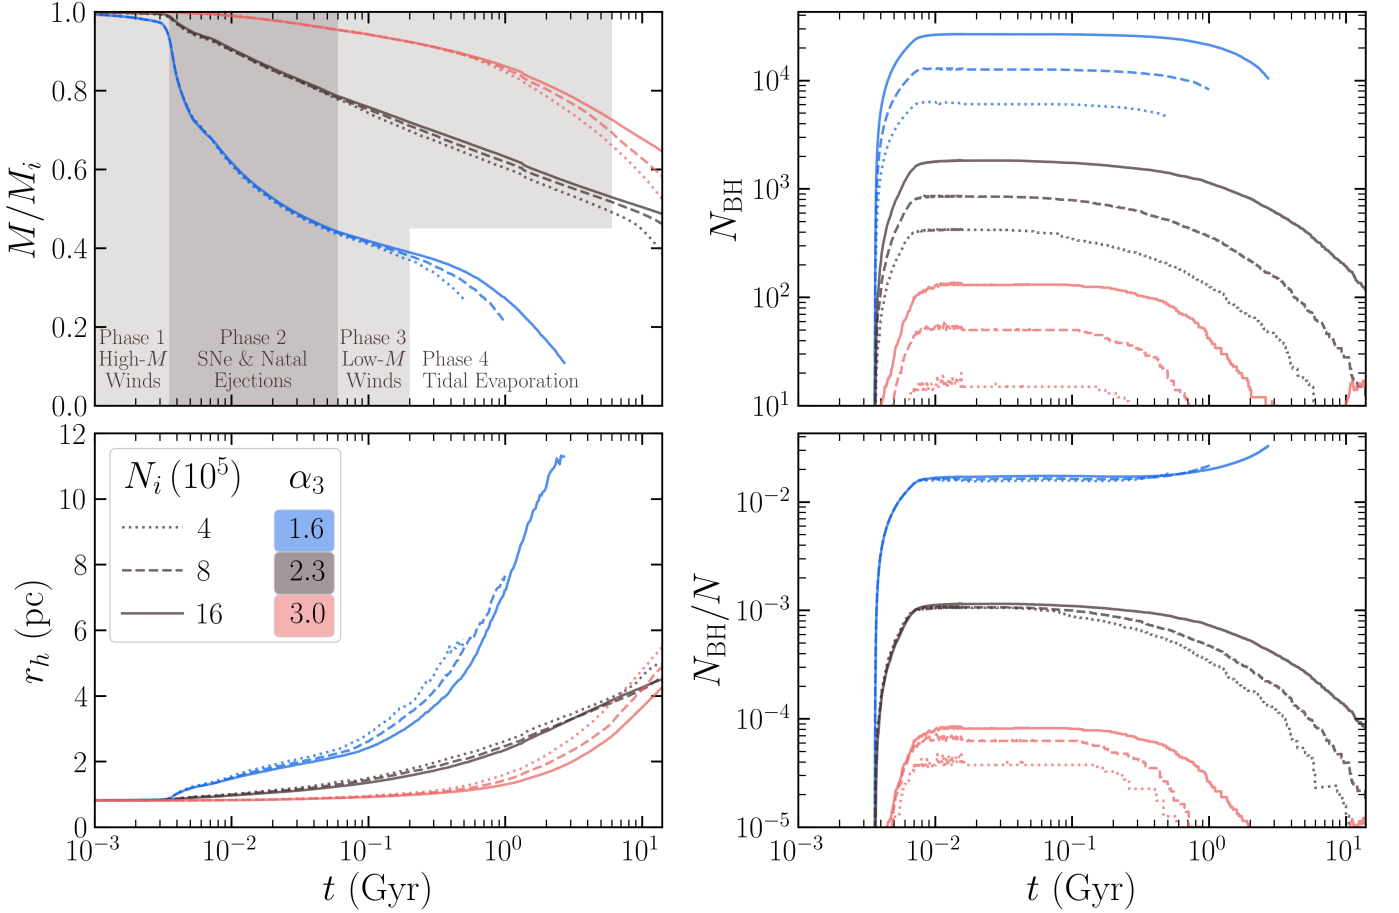 1.0
0.8
0.6
0.4
0.2
0.0
M/M_i
Phase 1
High-M
Winds
Phase 2
SNe & Natal
Ejections
Phase 3
Low-M
Winds
Phase 4
Tidal Evaporation
10^4
10^3
10^2
10^1
N_BH
12
10
8
6
4
2
0
r_h (pc)
N_i (10^5) α_3
4 1.6
8 2.3
16 3.0
10^-3 10^-2 10^-1 10^0 10^1
t (Gyr)
10^-2
10^-3
10^-4
10^-5
N_BH/N
10^-3 10^-2 10^-1 10^0 10^1
t (Gyr)